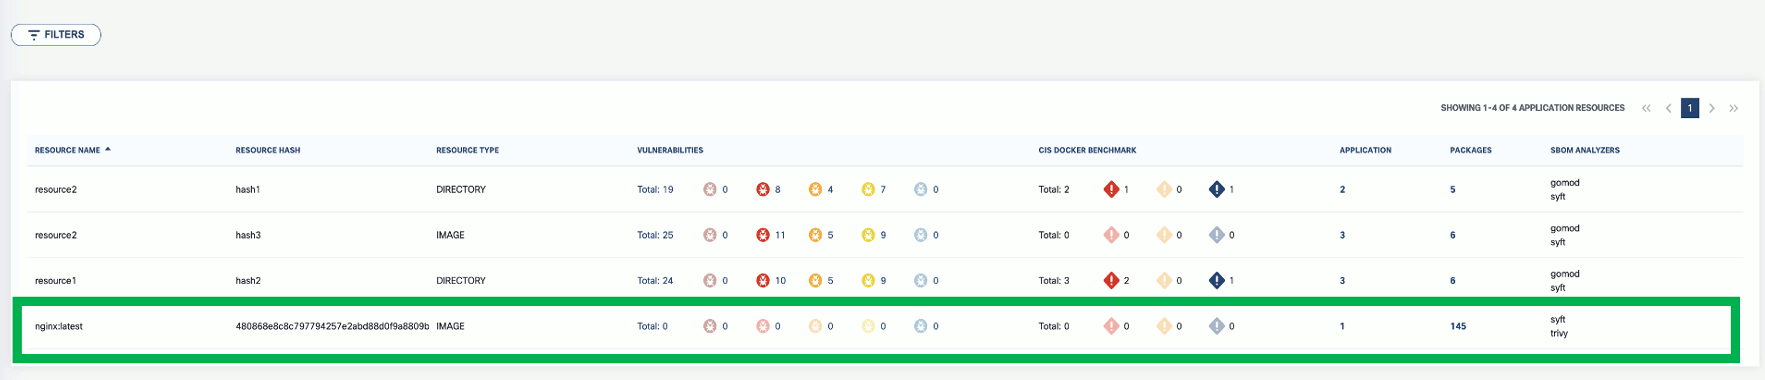 FILTERS
SHOWING 1-4 OF 4 APPLICATION RESOURCES « < 1 > »
RESOURCE NAME RESOURCE HASH RESOURCE TYPE VULNERABILITIES CIS DOCKER BENCHMARK APPLICATION PACKAGES SBOM ANALYZERS
resource2 hash1 DIRECTORY Total: 19 0 8 4 7 0 Total: 2 1 0 1 2 5 gomod
syft
resource2 hash3 IMAGE Total: 25 0 11 5 9 0 Total: 0 0 0 0 3 6 gomod
syft
resource1 hash2 DIRECTORY Total: 24 0 10 5 9 0 Total: 3 2 0 1 3 6 gomod
syft
nginx:latest 480868e8c8c797794257e2abd88d0f9a8809b IMAGE Total: 0 0 0 0 0 0 Total: 0 0 0 0 1 145 syft
trivy